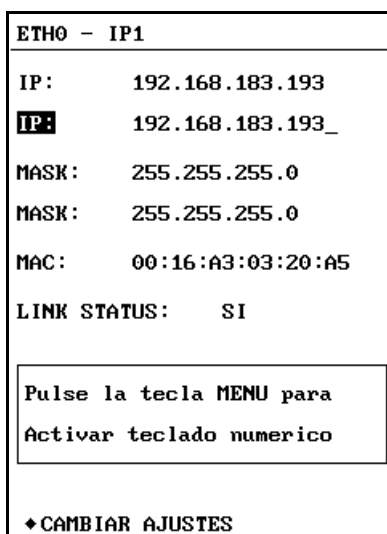 ETH0 - IP1
IP: 192.168.183.193
IP: 192.168.183.193_
MASK: 255.255.255.0
MASK: 255.255.255.0
MAC: 00:16:A3:03:20:A5
LINK STATUS: SI
Pulse la tecla MENU para
Activar teclado numerico
♦CAMBIAR AJUSTES